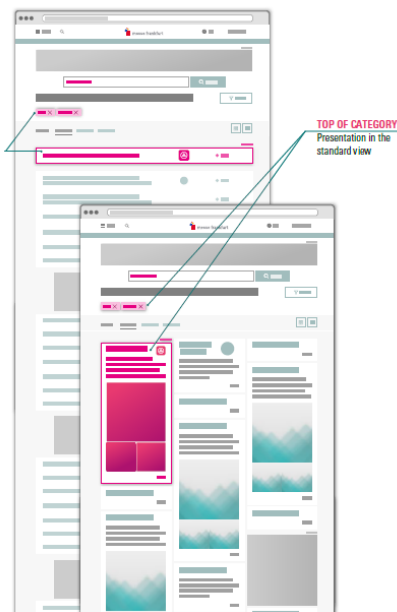 TOP OF CATEGORY
Presentation in the
standard view